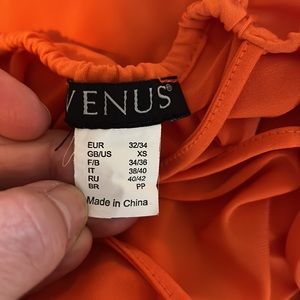 VENUS®
EUR 32/34
GB/US XS
F/B 34/36
IT 38/40
RU 40/42
BR PP
Made in China